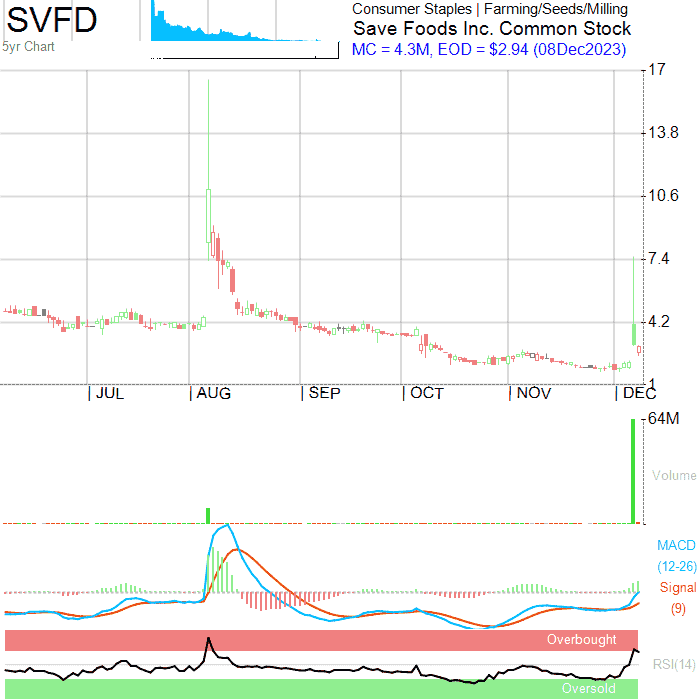 SVFD
5yr Chart
Consumer Staples | Farming/Seeds/Milling
Save Foods Inc. Common Stock
MC = 4.3M, EOD = $2.94 (08Dec2023)
17
13.8
10.6
7.4
4.2
1
| JUL | AUG | SEP | OCT | NOV | DEC
64M
Volume
MACD
(12-26)
Signal
(9)
Overbought
RSI(14)
Oversold